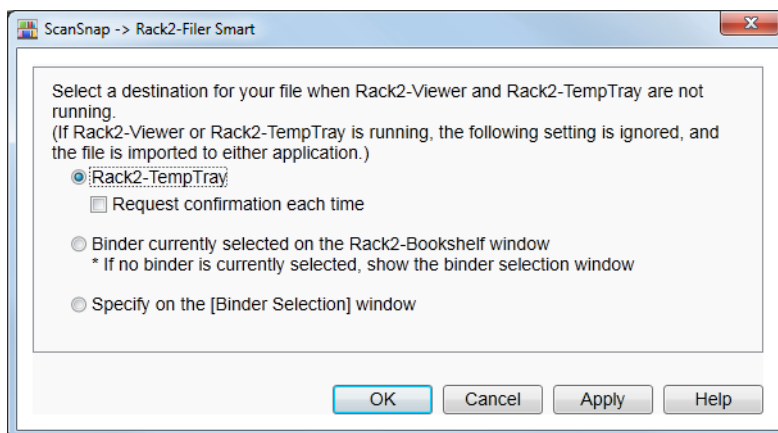 ScanSnap -> Rack2-Filer Smart
Select a destination for your file when Rack2-Viewer and Rack2-TempTray are not
running.
(If Rack2-Viewer or Rack2-TempTray is running, the following setting is ignored, and
the file is imported to either application.)
Rack2-TempTray
Request confirmation each time
Binder currently selected on the Rack2-Bookshelf window
* If no binder is currently selected, show the binder selection window
Specify on the [Binder Selection] window
OK Cancel Apply Help